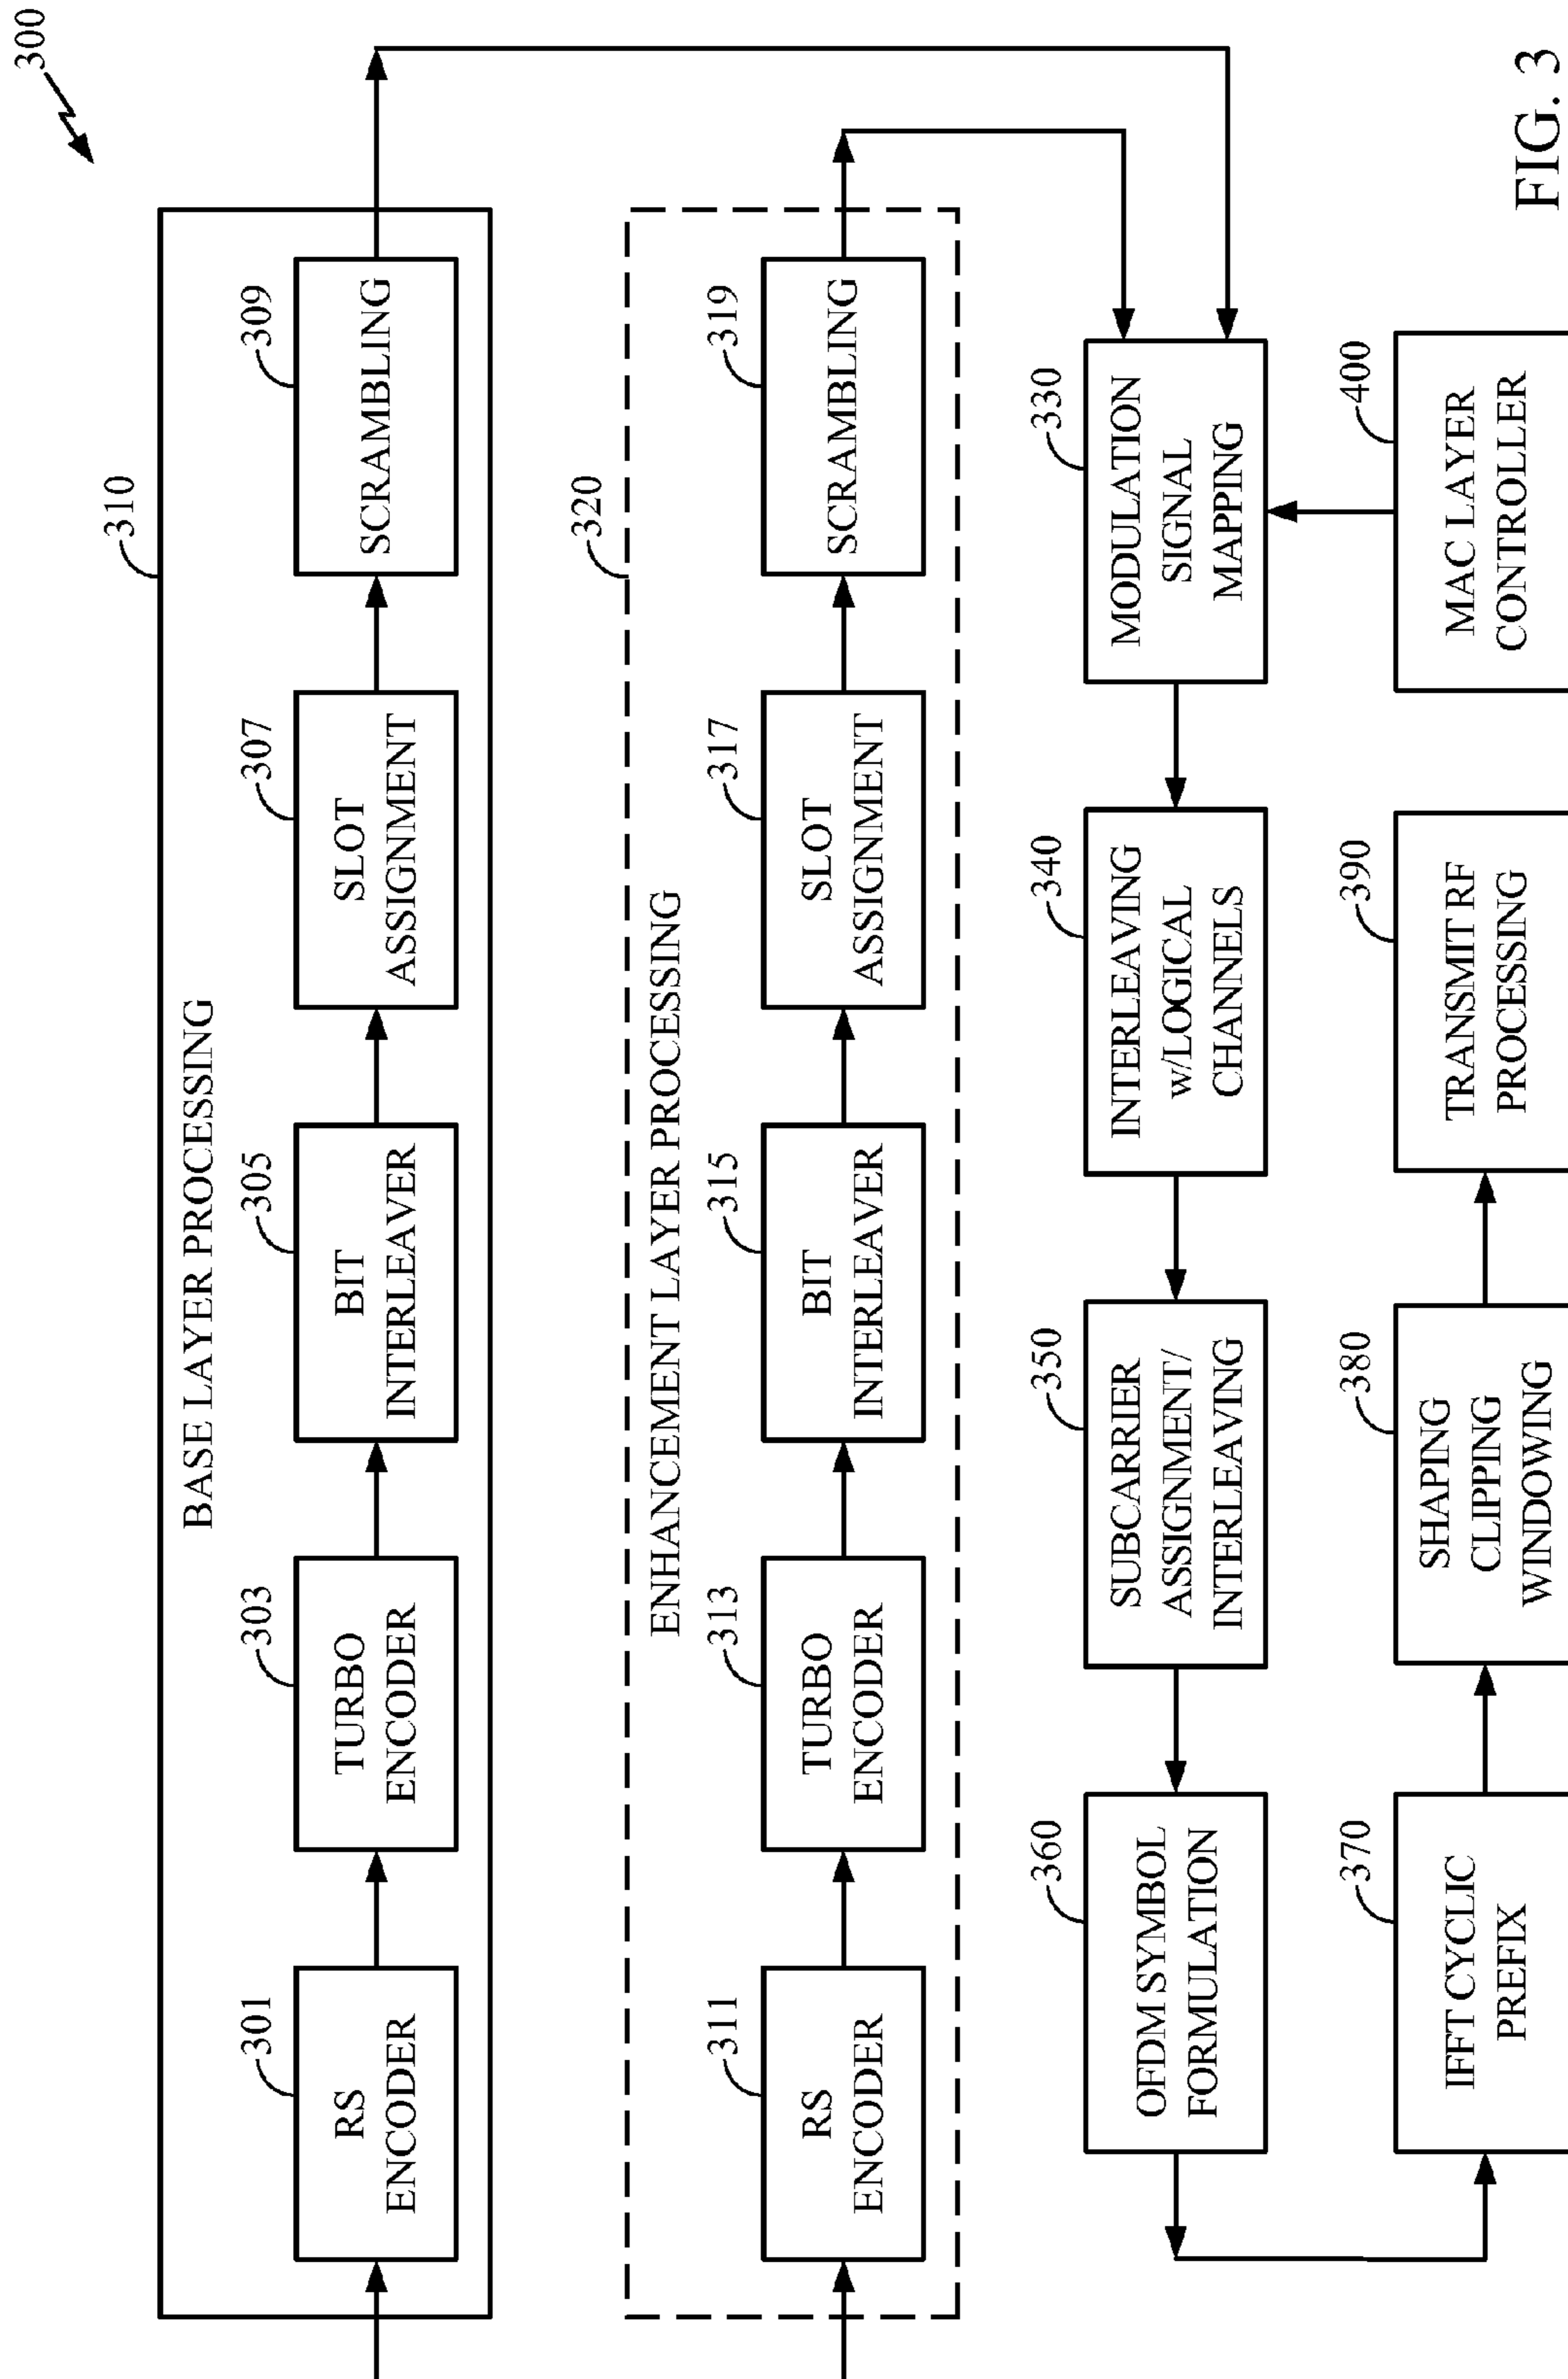 300
310
BASE LAYER PROCESSING
301
RS
ENCODER
303
TURBO
ENCODER
305
BIT
INTERLEAVER
307
SLOT
ASSIGNMENT
309
SCRAMBLING
320
ENHANCEMENT LAYER PROCESSING
311
RS
ENCODER
313
TURBO
ENCODER
315
BIT
INTERLEAVER
317
SLOT
ASSIGNMENT
319
SCRAMBLING
360
OFDM SYMBOL
FORMULATION
350
SUBCARRIER
ASSIGNMENT/
INTERLEAVING
340
INTERLEAVING
w/LOGICAL
CHANNELS
330
MODULATION
SIGNAL
MAPPING
370
IFFT CYCLIC
PREFIX
380
SHAPING
CLIPPING
WINDOWING
390
TRANSMIT RF
PROCESSING
400
MAC LAYER
CONTROLLER
FIG. 3